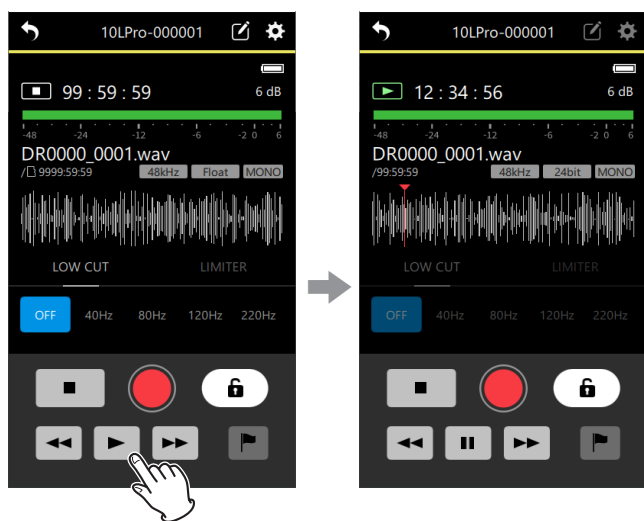 10LPro-000001
99 : 59 : 59
6 dB
-48 -24 -12 -6 -2 0 6
DR0000_0001.wav
/ 9999:59:59 48kHz Float MONO
LOW CUT LIMITER
OFF 40Hz 80Hz 120Hz 220Hz
10LPro-000001
12 : 34 : 56
6 dB
-48 -24 -12 -6 -2 0 6
DR0000_0001.wav
/99:59:59 48kHz 24bit MONO
LOW CUT LIMITER
OFF 40Hz 80Hz 120Hz 220Hz